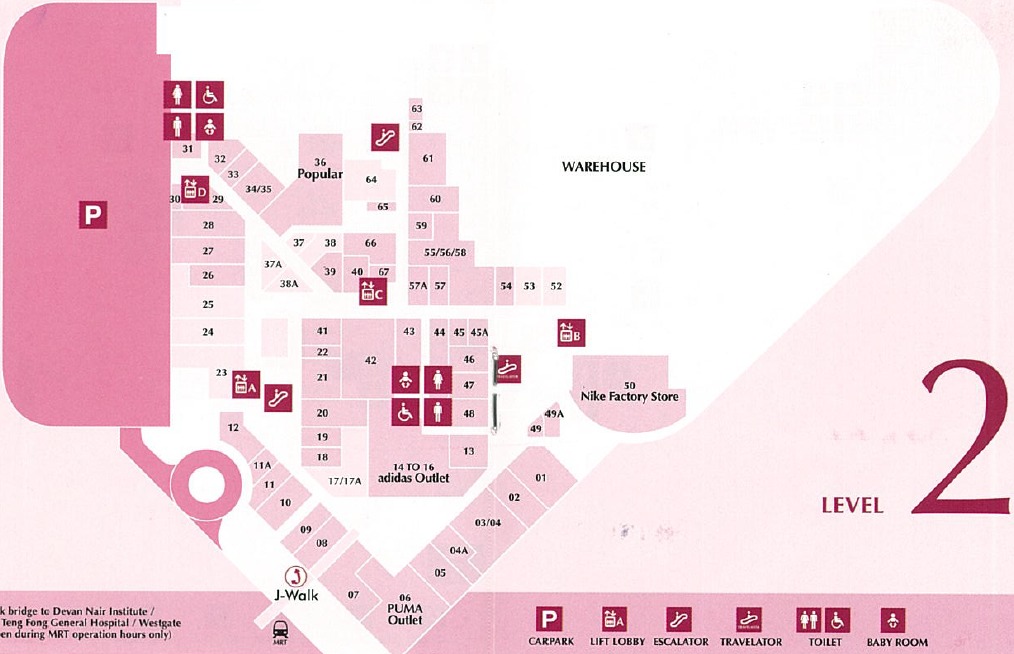 63
62
31
32
33
34/35
36
Popular
61
WAREHOUSE
64
65
60
30
D
29
P
28
59
37
38
66
55/56/58
27
37A
39
40
67
26
38A
C
57A
57
54
53
52
25
24
41
43
44
45
45A
B
22
42
46
21
23
A
47
50
Nike Factory Store
20
48
49A
49
12
19
18
13
11A
11
17/17A
14 TO 16
adidas Outlet
01
02
10
03/04
09
08
04A
05
LEVEL 2
J-Walk
07
06
PUMA
Outlet
k bridge to Devan Nair Institute /
Teng Fong General Hospital / Westgate
en during MRT operation hours only)
MRT
P
A
CARPARK
LIFT LOBBY
ESCALATOR
TRAVELATOR
TOILET
BABY ROOM